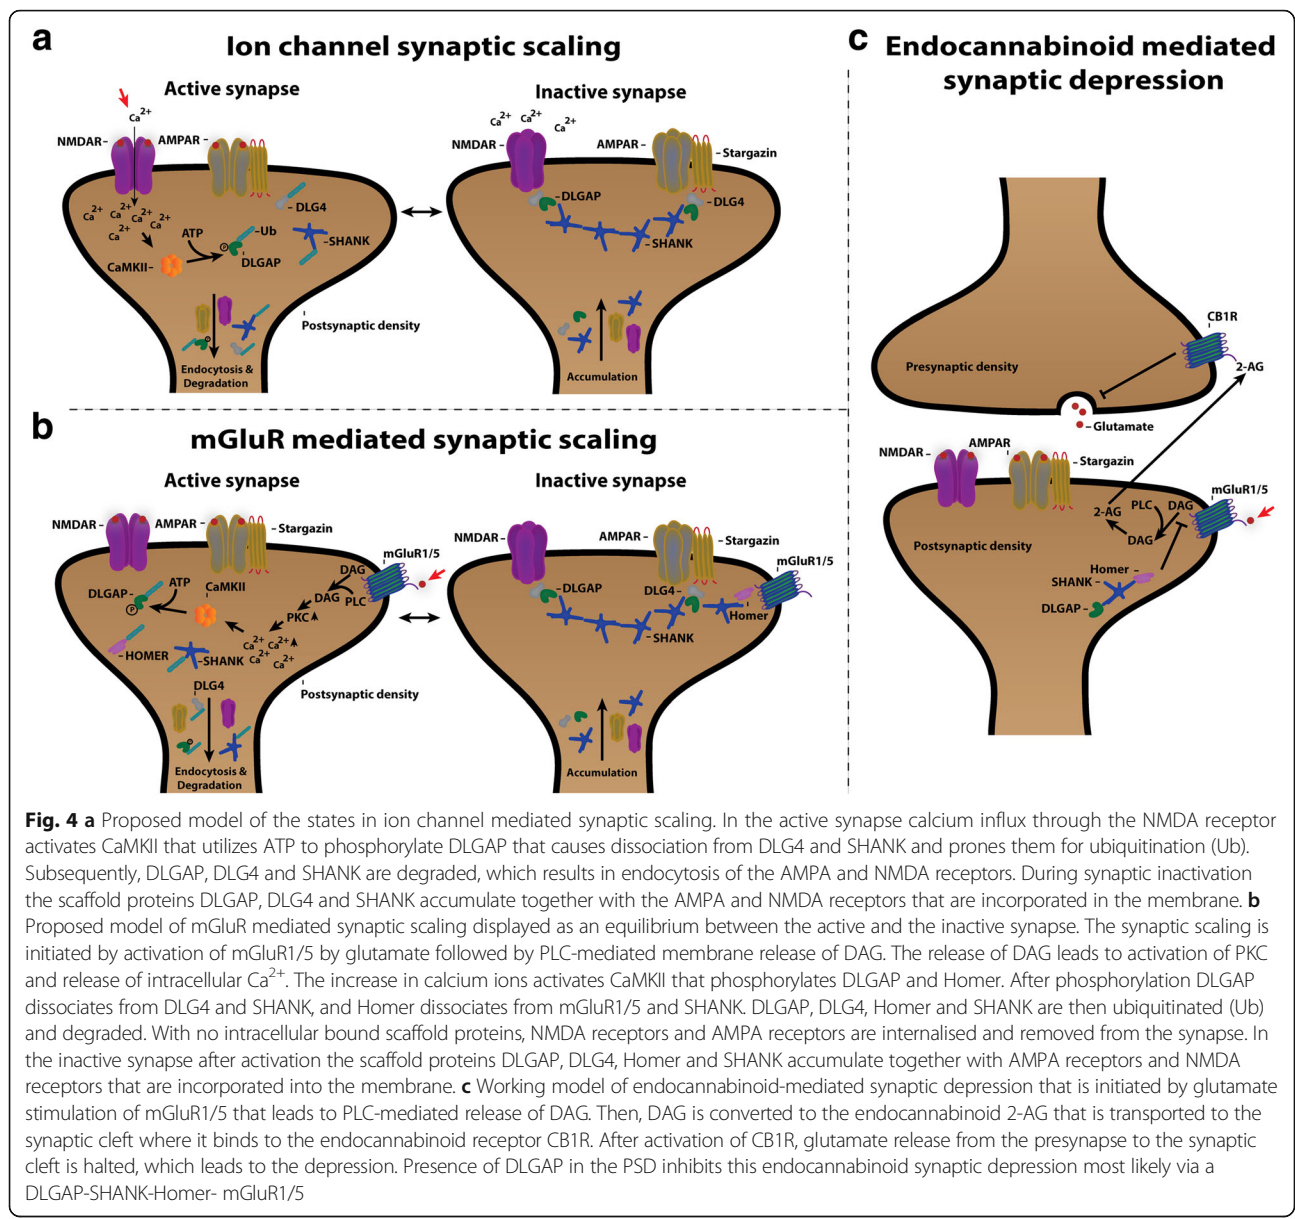 a
Ion channel synaptic scaling
Active synapse
Ca2+
NMDAR
AMPAR
Ca2+
Ca2+
Ca2+
Ca2+
Ca2+
DLG4
ATP
Ub
SHANK
P
CaMKII
DLGAP
Postsynaptic density
Endocytosis &
Degradation
Inactive synapse
Ca2+ Ca2+ Ca2+
NMDAR
AMPAR
Stargazin
DLGAP
DLG4
SHANK
Accumulation
b
mGluR mediated synaptic scaling
Active synapse
NMDAR
AMPAR
Stargazin
mGluR1/5
DAG
ATP
CaMKII
DLGAP
P
DAG PLC
PKC
Ca2+ Ca2+
Ca2+ Ca2+
HOMER
SHANK
DLG4
Postsynaptic density
Endocytosis &
Degradation
Inactive synapse
NMDAR
AMPAR
Stargazin
mGluR1/5
DLGAP
DLG4
Homer
SHANK
Accumulation
c
Endocannabinoid mediated
synaptic depression
CB1R
Presynaptic density
2-AG
Glutamate
NMDAR
AMPAR
Stargazin
mGluR1/5
2-AG
PLC
DAG
DAG
Postsynaptic density
Homer
SHANK
DLGAP
Fig. 4 a Proposed model of the states in ion channel mediated synaptic scaling. In the active synapse calcium influx through the NMDA receptor
activates CaMKII that utilizes ATP to phosphorylate DLGAP that causes dissociation from DLG4 and SHANK and prones them for ubiquitination (Ub).
Subsequently, DLGAP, DLG4 and SHANK are degraded, which results in endocytosis of the AMPA and NMDA receptors. During synaptic inactivation
the scaffold proteins DLGAP, DLG4 and SHANK accumulate together with the AMPA and NMDA receptors that are incorporated in the membrane. b
Proposed model of mGluR mediated synaptic scaling displayed as an equilibrium between the active and the inactive synapse. The synaptic scaling is
initiated by activation of mGluR1/5 by glutamate followed by PLC-mediated membrane release of DAG. The release of DAG leads to activation of PKC
and release of intracellular Ca2+. The increase in calcium ions activates CaMKII that phosphorylates DLGAP and Homer. After phosphorylation DLGAP
dissociates from DLG4 and SHANK, and Homer dissociates from mGluR1/5 and SHANK. DLGAP, DLG4, Homer and SHANK are then ubiquitinated (Ub)
and degraded. With no intracellular bound scaffold proteins, NMDA receptors and AMPA receptors are internalised and removed from the synapse. In
the inactive synapse after activation the scaffold proteins DLGAP, DLG4, Homer and SHANK accumulate together with AMPA receptors and NMDA
receptors that are incorporated into the membrane. c Working model of endocannabinoid-mediated synaptic depression that is initiated by glutamate
stimulation of mGluR1/5 that leads to PLC-mediated release of DAG. Then, DAG is converted to the endocannabinoid 2-AG that is transported to the
synaptic cleft where it binds to the endocannabinoid receptor CB1R. After activation of CB1R, glutamate release from the presynapse to the synaptic
cleft is halted, which leads to the depression. Presence of DLGAP in the PSD inhibits this endocannabinoid synaptic depression most likely via a
DLGAP-SHANK-Homer- mGluR1/5